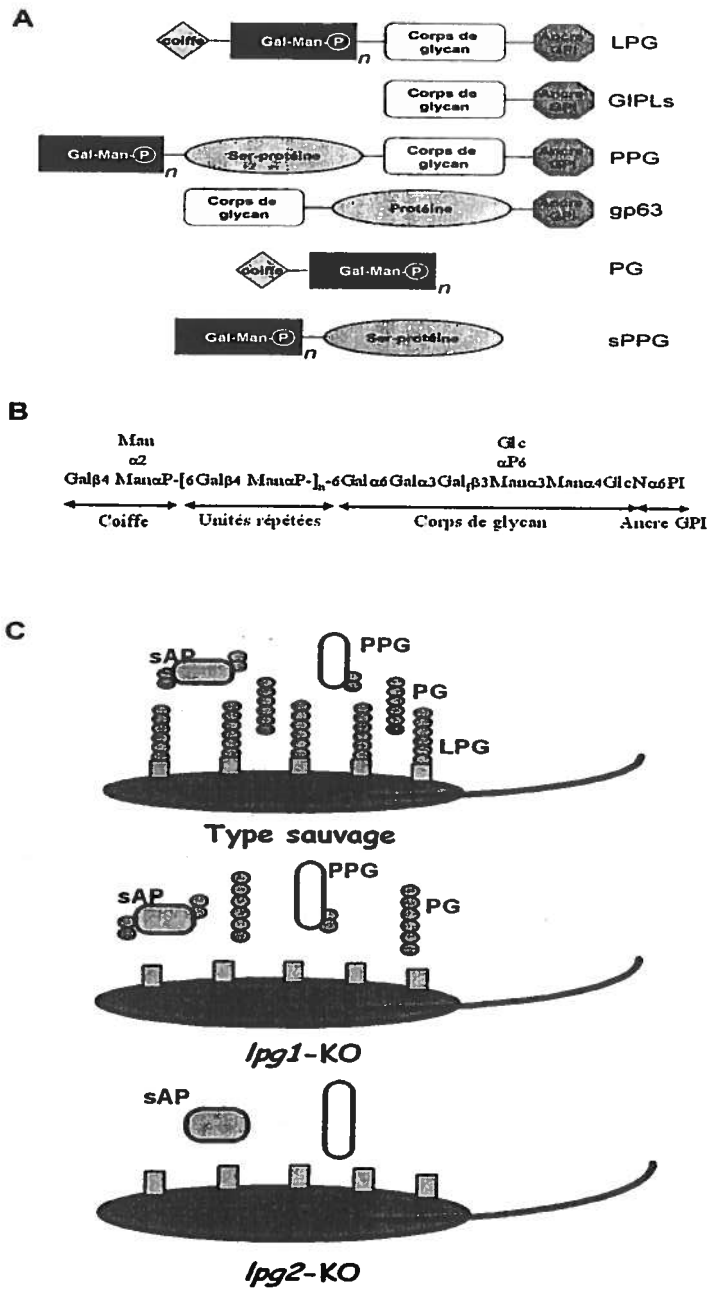 A
coiffe Gal-Man-P n Corps de glycan Ancre GPI LPG
Corps de glycan Ancre GPI GIPLs
Gal-Man-P n Ser-protéine Corps de glycan Ancre GPI PPG
Corps de glycan Protéine Ancre GPI gp63
coiffe Gal-Man-P n PG
Gal-Man-P n Ser-protéine sPPG
B
Man Glc
α2 αP6
Galβ4 ManαP-[6Galβ4 ManαP-]n-6Galα6Galα3Galfβ3Manα3Manα4GlcNα6PI
Coiffe Unités répétées Corps de glycan Ancre GPI
C
sAP PPG
PG
LPG
Type sauvage
sAP PPG
PG
lpg1-KO
sAP
lpg2-KO